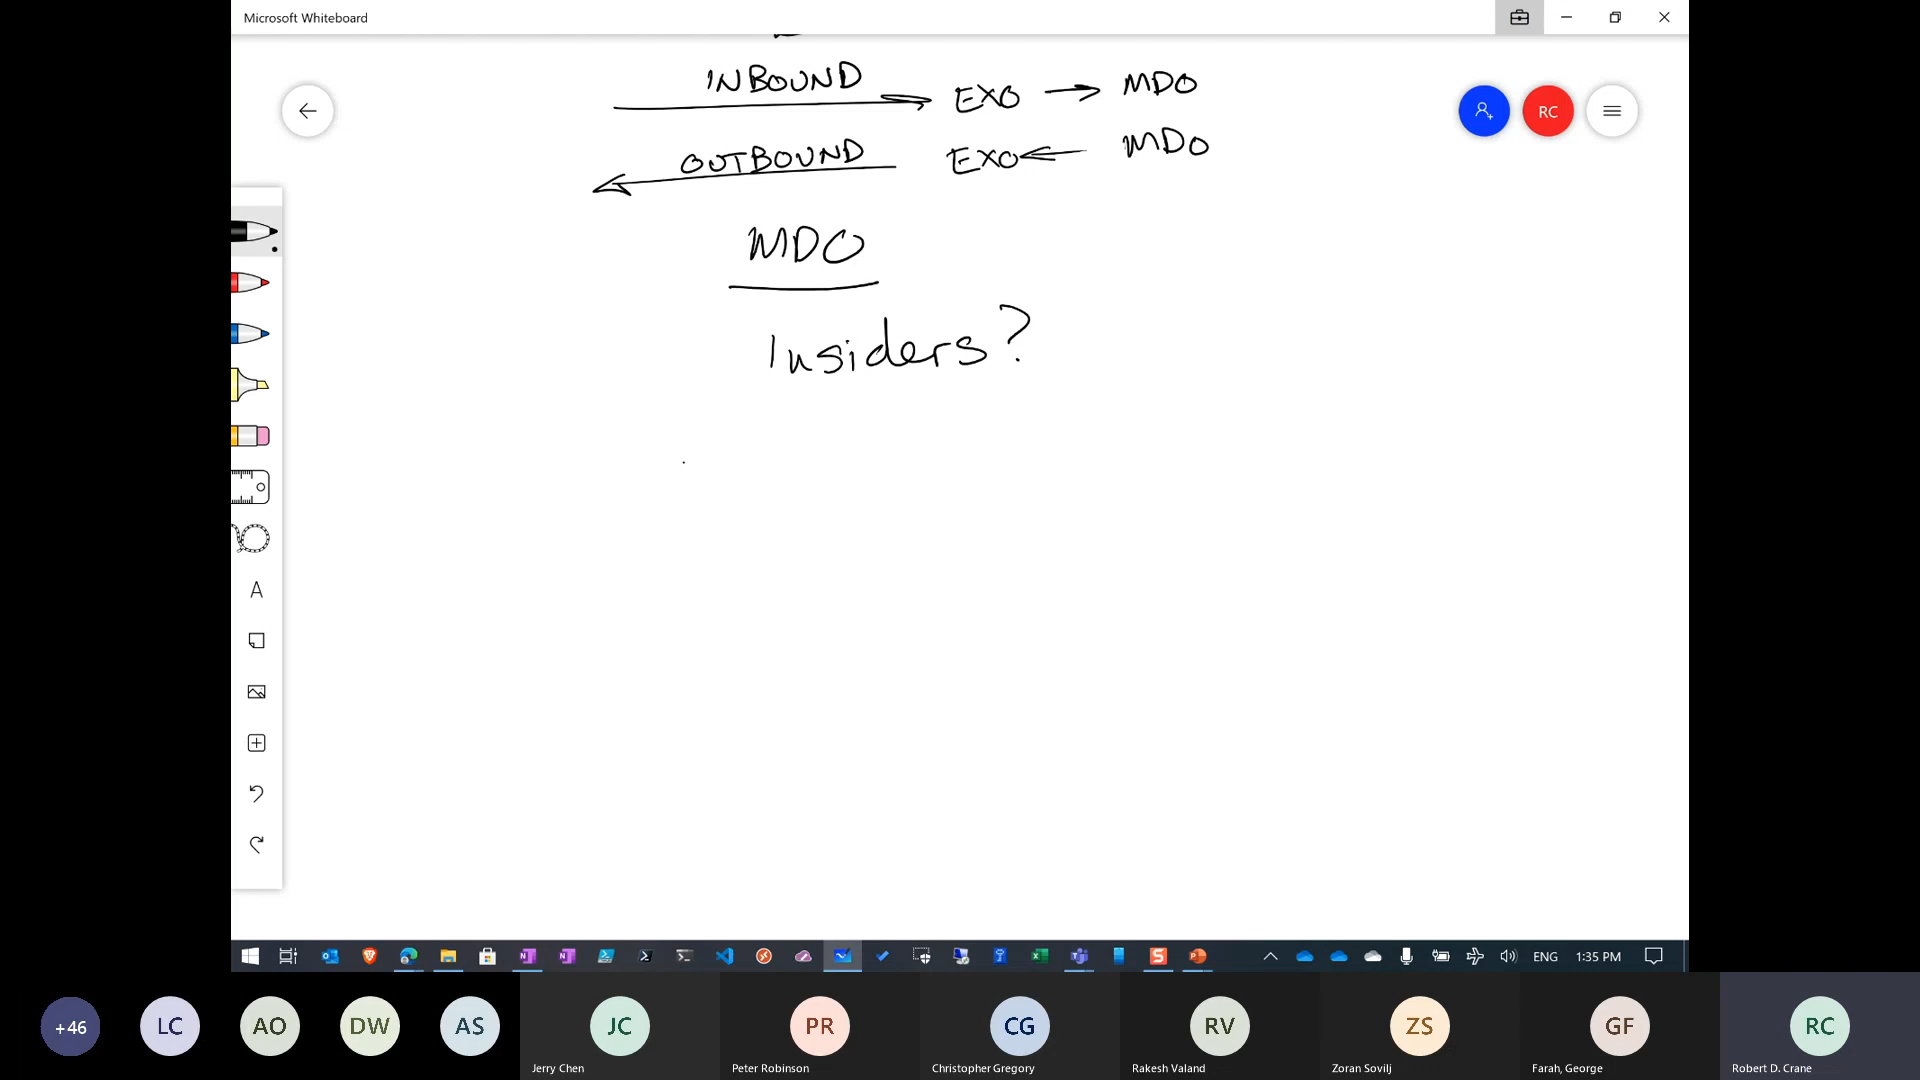 Microsoft Whiteboard
INBOUND EXO MDO
RC
OUTBOUND EXO MDO
MDO
Insiders?
A
ENG 1:35 PM
+46 LC AO DW AS JC PR CG RV ZS GF RC
Jerry Chen Peter Robinson Christopher Gregory Rakesh Valand Zoran Sovilj Farah, George Robert D. Crane